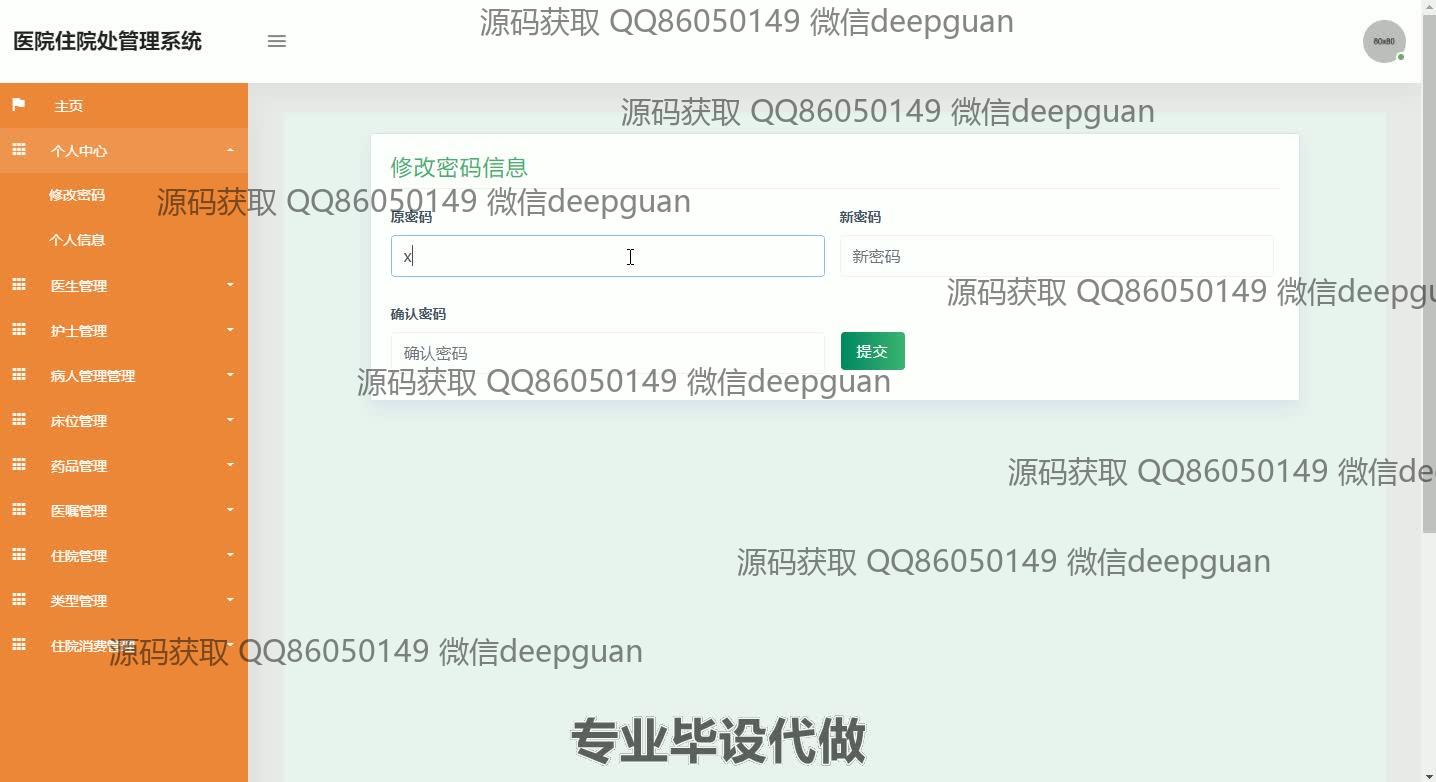 源码获取 QQ86050149 微信deepguan
医院住院处管理系统
80x80
主页
源码获取 QQ86050149 微信deepguan
个人中心
修改密码信息
修改密码
源码获取 QQ86050149 微信deepguan
原密码
新密码
个人信息
x
新密码
医生管理
源码获取 QQ86050149 微信deepgu
确认密码
护士管理
确认密码
提交
病人管理管理
源码获取 QQ86050149 微信deepguan
床位管理
药品管理
源码获取 QQ86050149 微信de
医嘱管理
住院管理
源码获取 QQ86050149 微信deepguan
类型管理
住院消费管理
源码获取 QQ86050149 微信deepguan
专业毕设代做